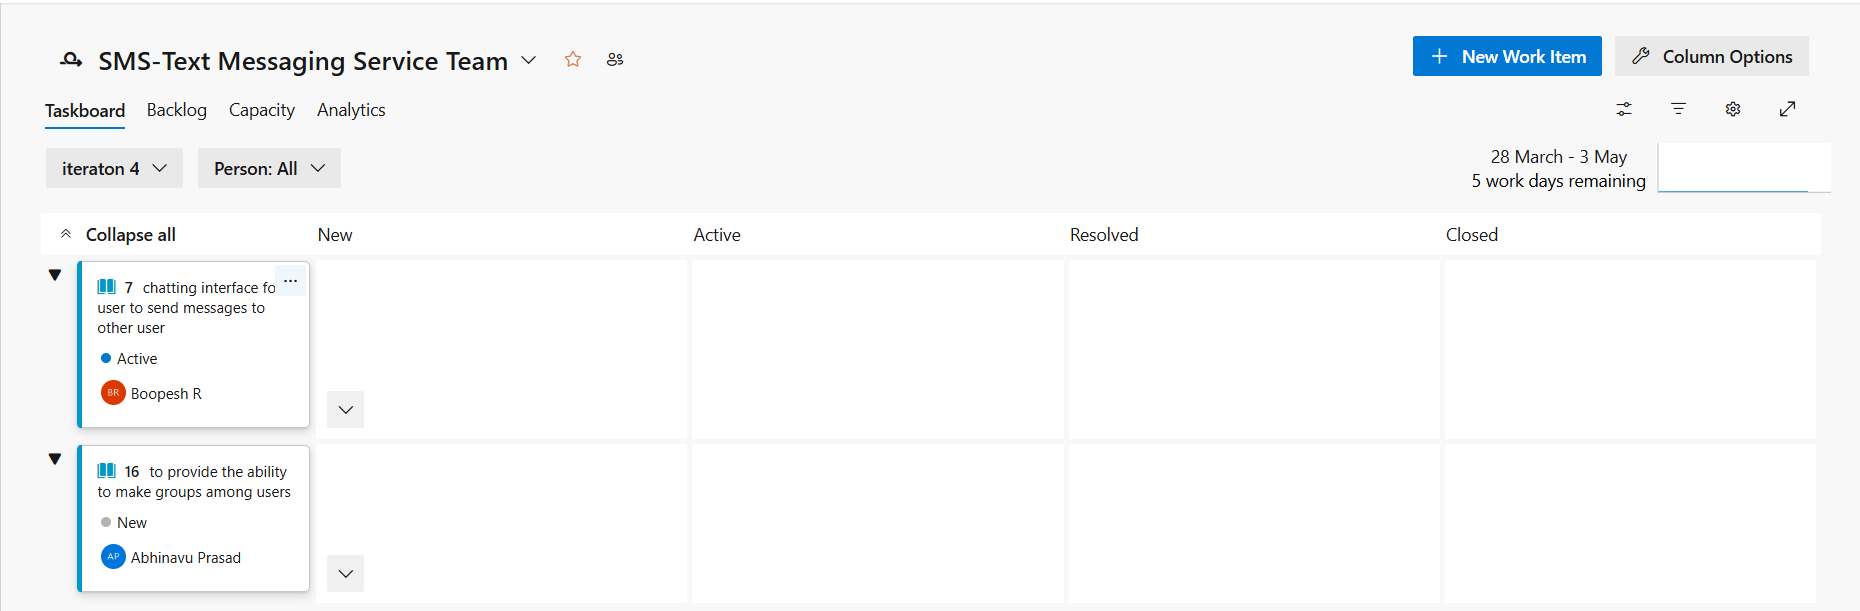 SMS-Text Messaging Service Team
New Work Item
Column Options
Taskboard Backlog Capacity Analytics
iteraton 4
Person: All
28 March - 3 May
5 work days remaining
Collapse all New Active Resolved Closed
7 chatting interface fo
user to send messages to
other user
Active
BR Boopesh R
16 to provide the ability
to make groups among users
New
AP Abhinavu Prasad